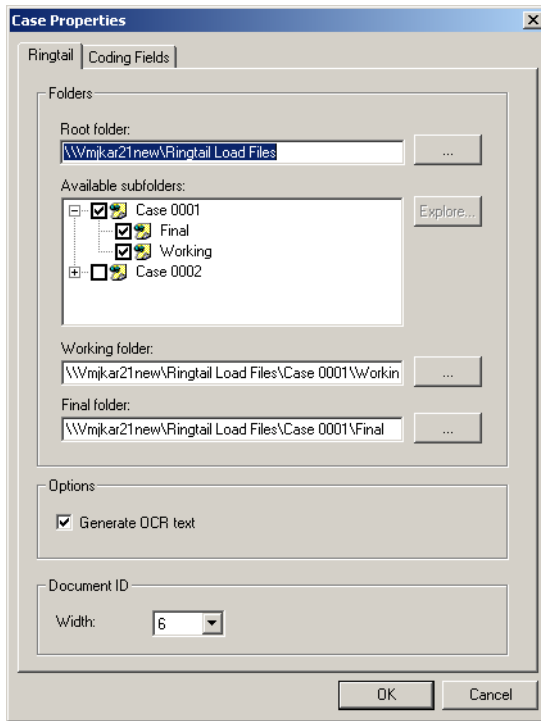 Case Properties
Ringtail
Coding Fields
Folders
Root folder:
\\Vmjkar21new\Ringtail Load Files
...
Available subfolders:
Case 0001
Final
Working
Case 0002
Explore...
Working folder:
\\Vmjkar21new\Ringtail Load Files\Case 0001\Workin
...
Final folder:
\\Vmjkar21new\Ringtail Load Files\Case 0001\Final
...
Options
Generate OCR text
Document ID
Width:
6
OK
Cancel